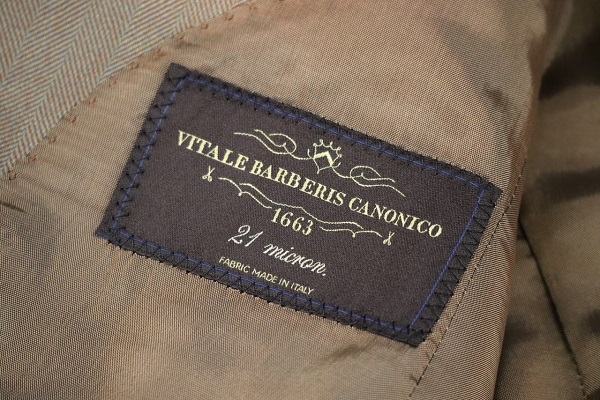 VITALE BARBERIS CANONICO
1663
21 micron.
FABRIC MADE IN ITALY